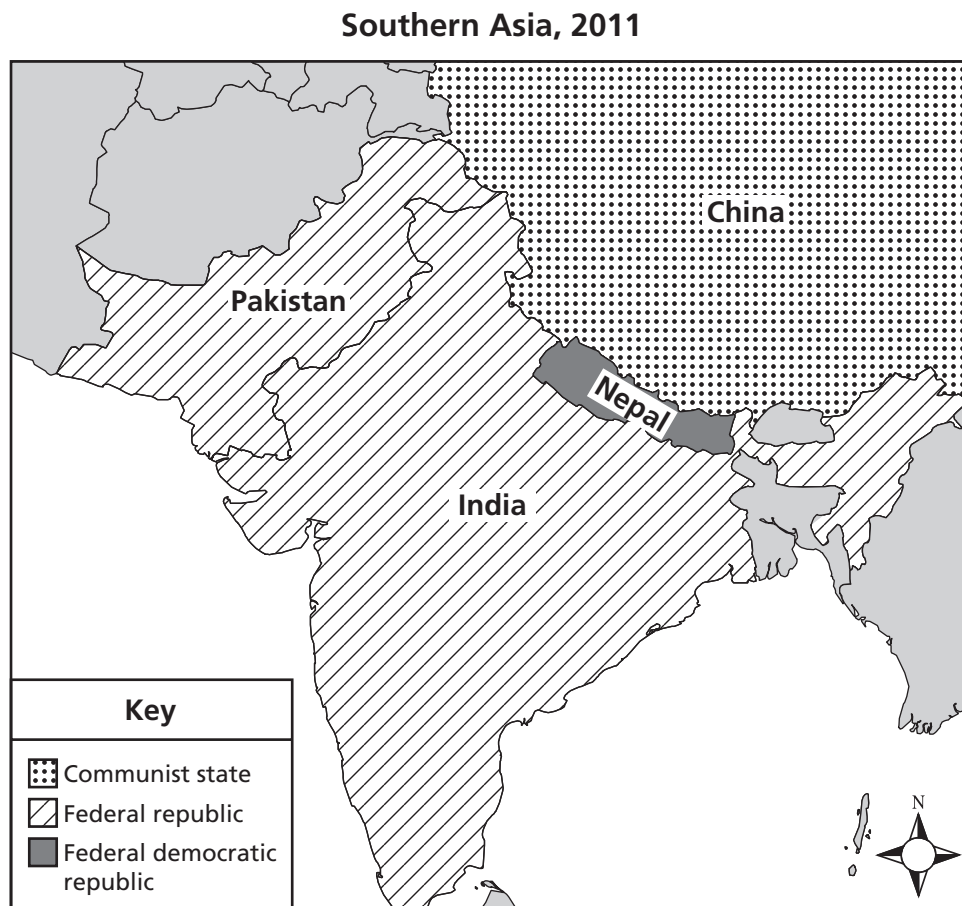 Southern Asia, 2011
China
Pakistan
Nepal
India
Key
Communist state
Federal republic
Federal democratic
republic
N